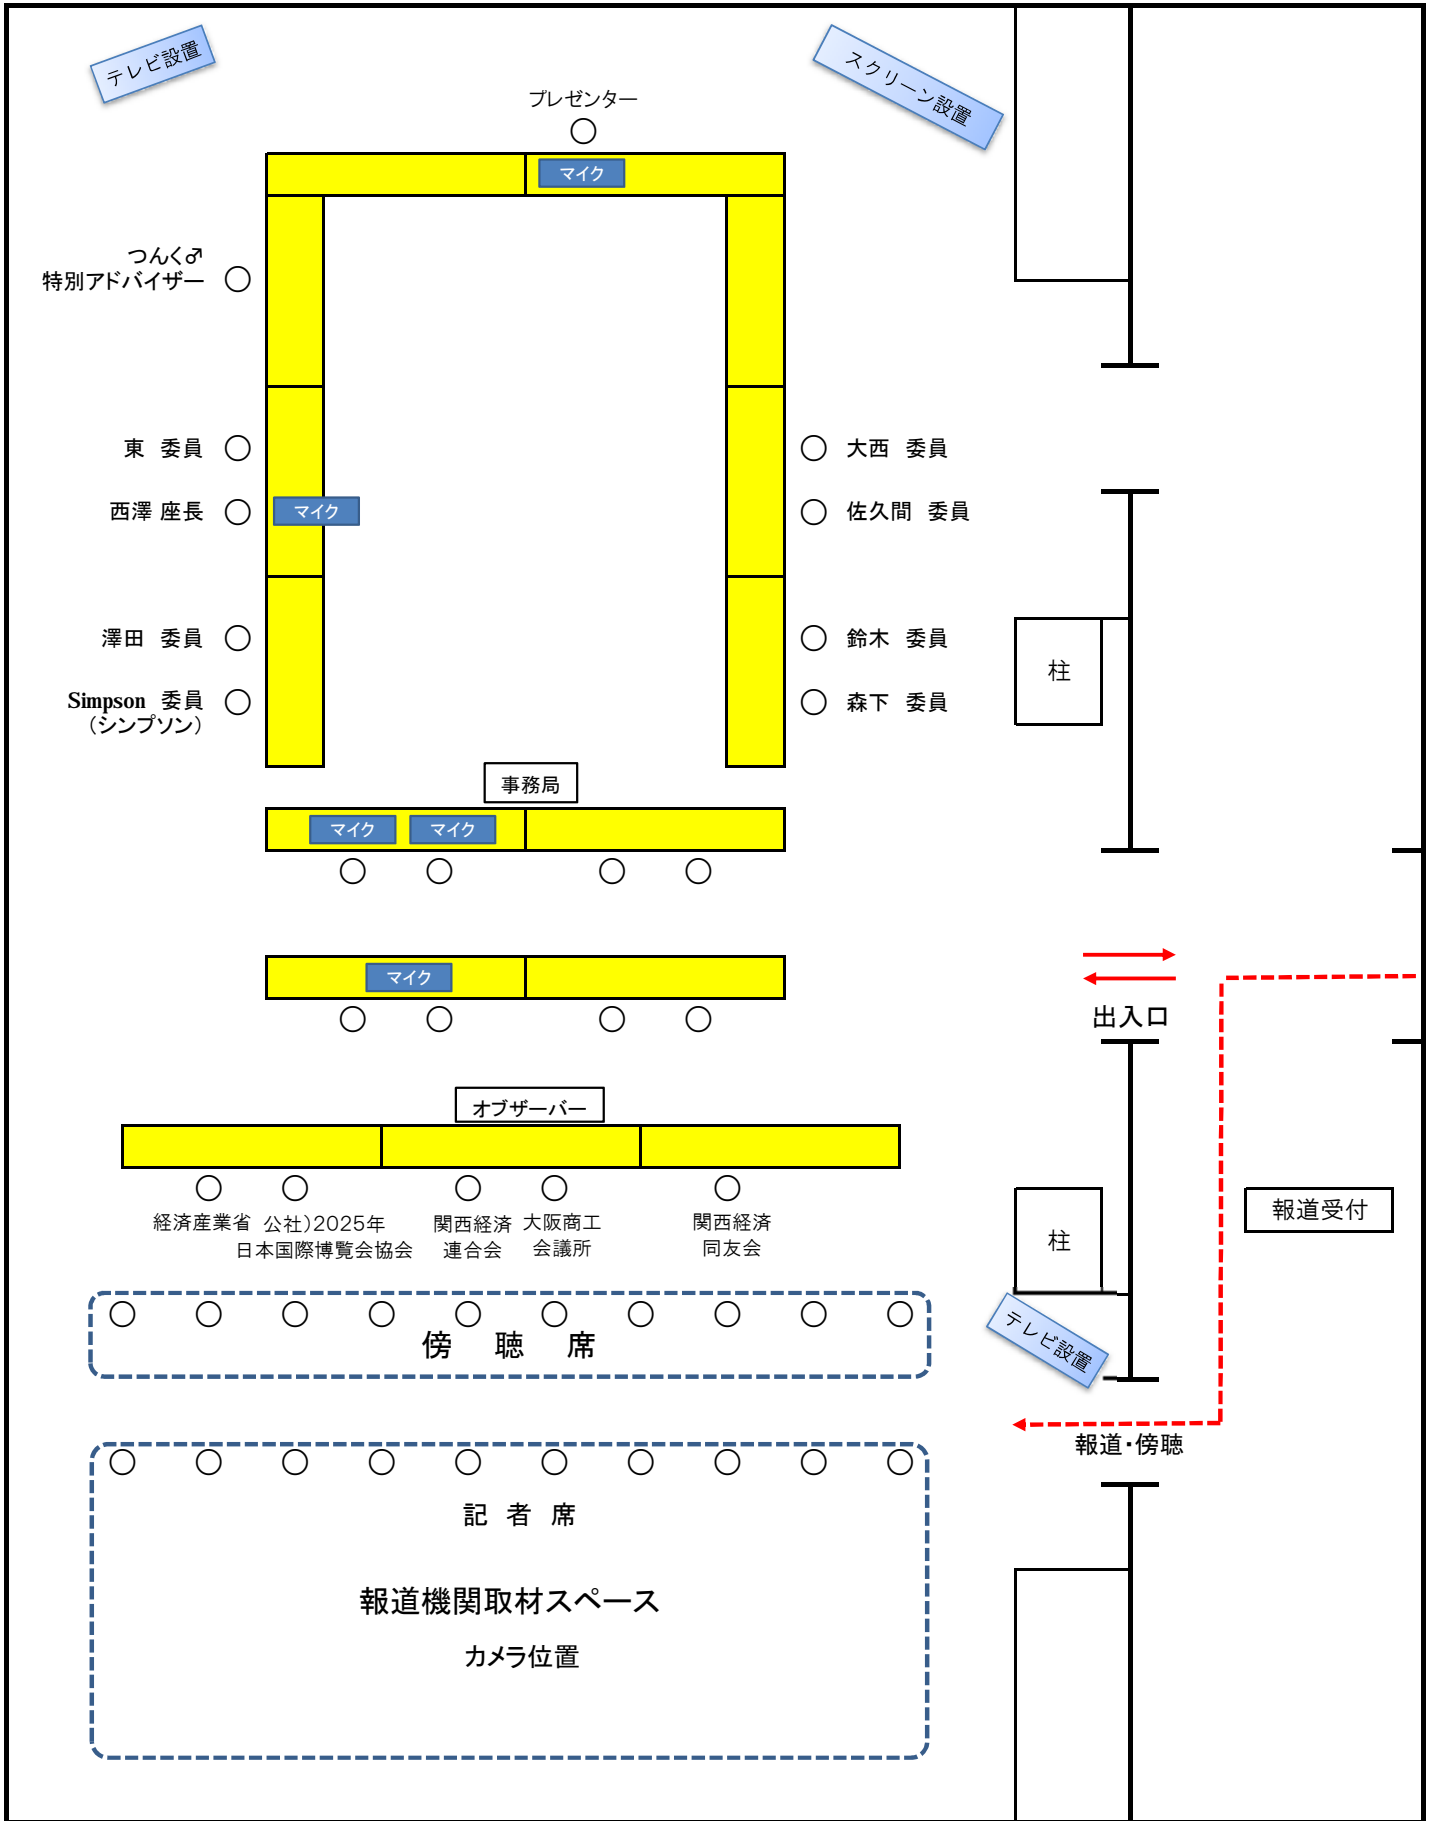 テレビ設置
スクリーン設置
プレゼンター
マイク
つんく♂
特別アドバイザー
東　委員
大西　委員
西澤 座長
マイク
佐久間　委員
澤田　委員
鈴木　委員
柱
Simpson　委員
（シンプソン）
森下　委員
事務局
マイク
マイク
マイク
出入口
オブザーバー
経済産業省
公社）2025年
日本国際博覧会協会
関西経済
連合会
大阪商工
会議所
関西経済
同友会
柱
報道受付
傍　聴　席
テレビ設置
報道・傍聴
記　者　席
報道機関取材スペース
カメラ位置